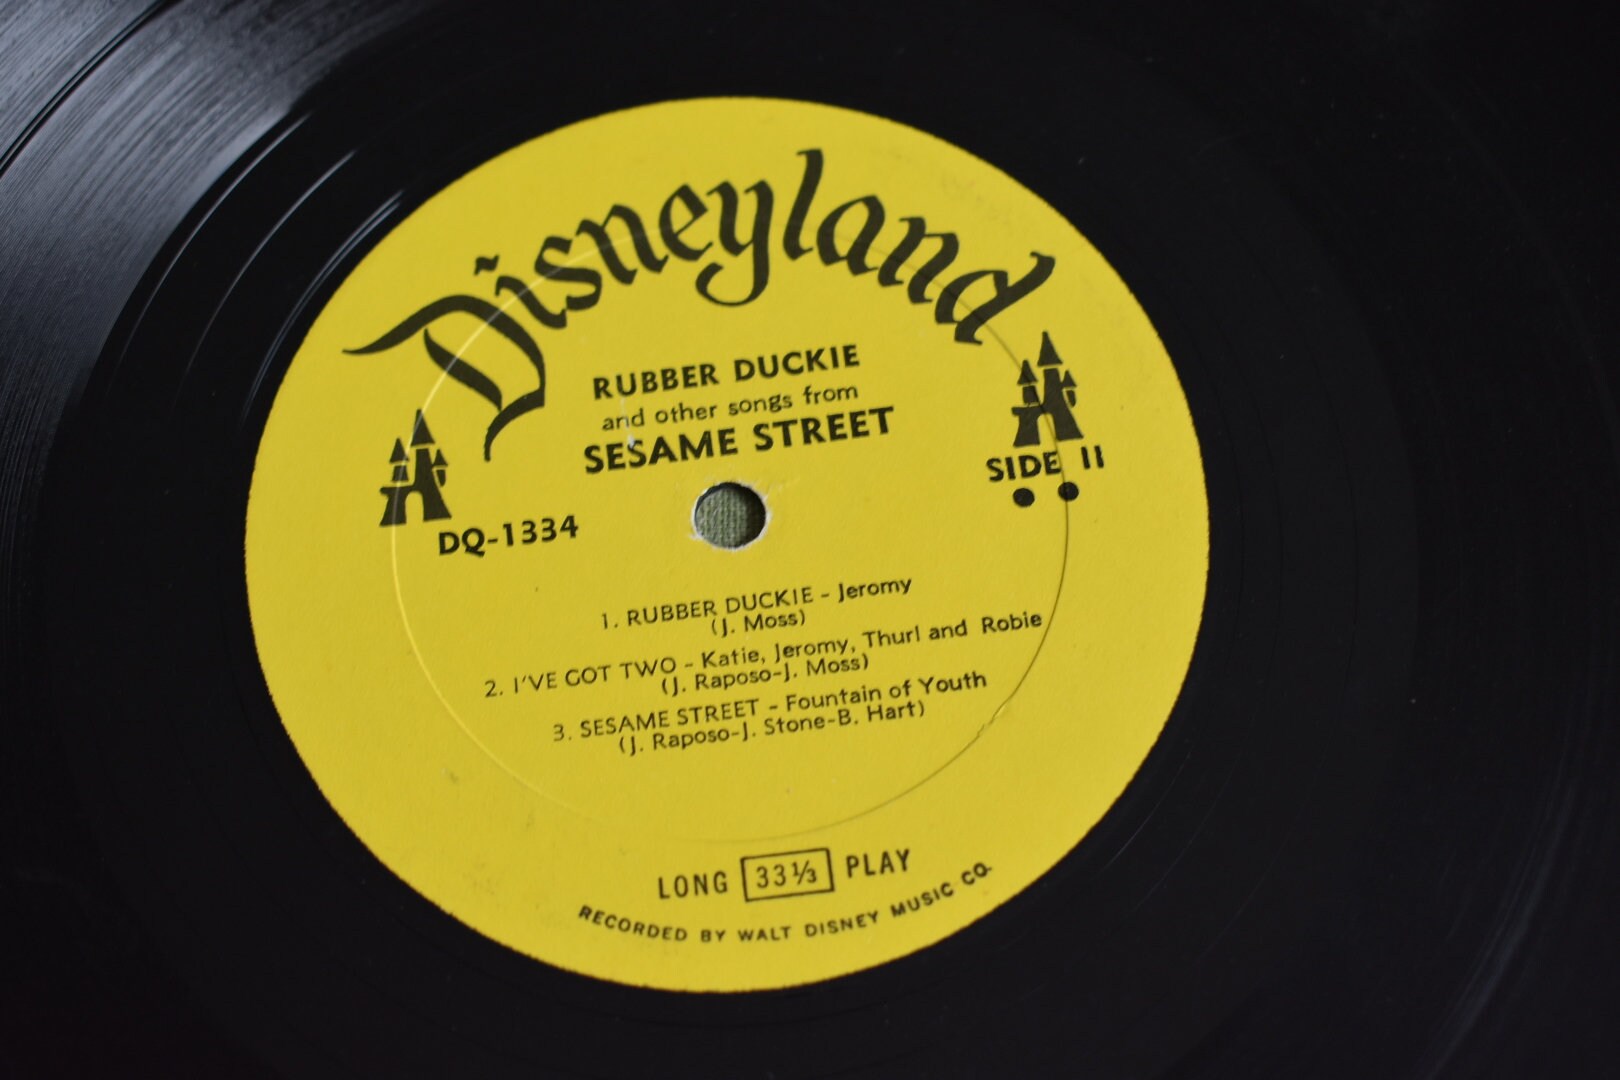 Disneyland
RUBBER DUCKIE
and other songs from
SESAME STREET
SIDE II
DQ-1334
1. RUBBER DUCKIE - Jeromy
(J. Moss)
2. I'VE GOT TWO - Katie, Jeromy, Thurl and Robie
(J. Raposo-J. Moss)
3. SESAME STREET - Fountain of Youth
(J. Raposo-J. Stone-B. Hart)
LONG 33⅓ PLAY
RECORDED BY WALT DISNEY MUSIC CO.